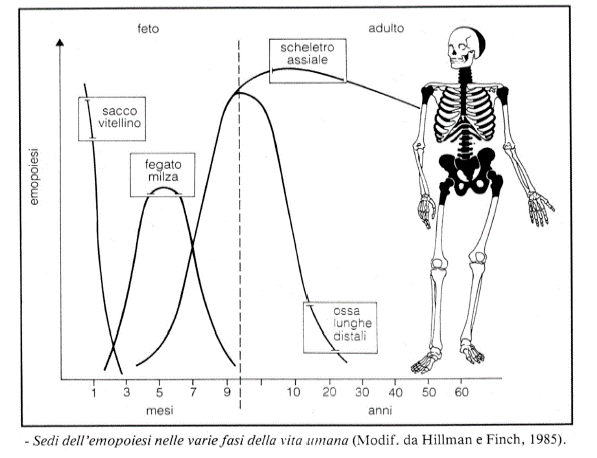 feto adulto
scheletro
assiale
sacco
vitellino
fegato
milza
emopoiesi
ossa
lunghe
distali
1 3 5 7 9 10 20 30 40 50 60
mesi anni
- Sedi dell'emopoiesi nelle varie fasi della vita umana (Modif. da Hillman e Finch, 1985).